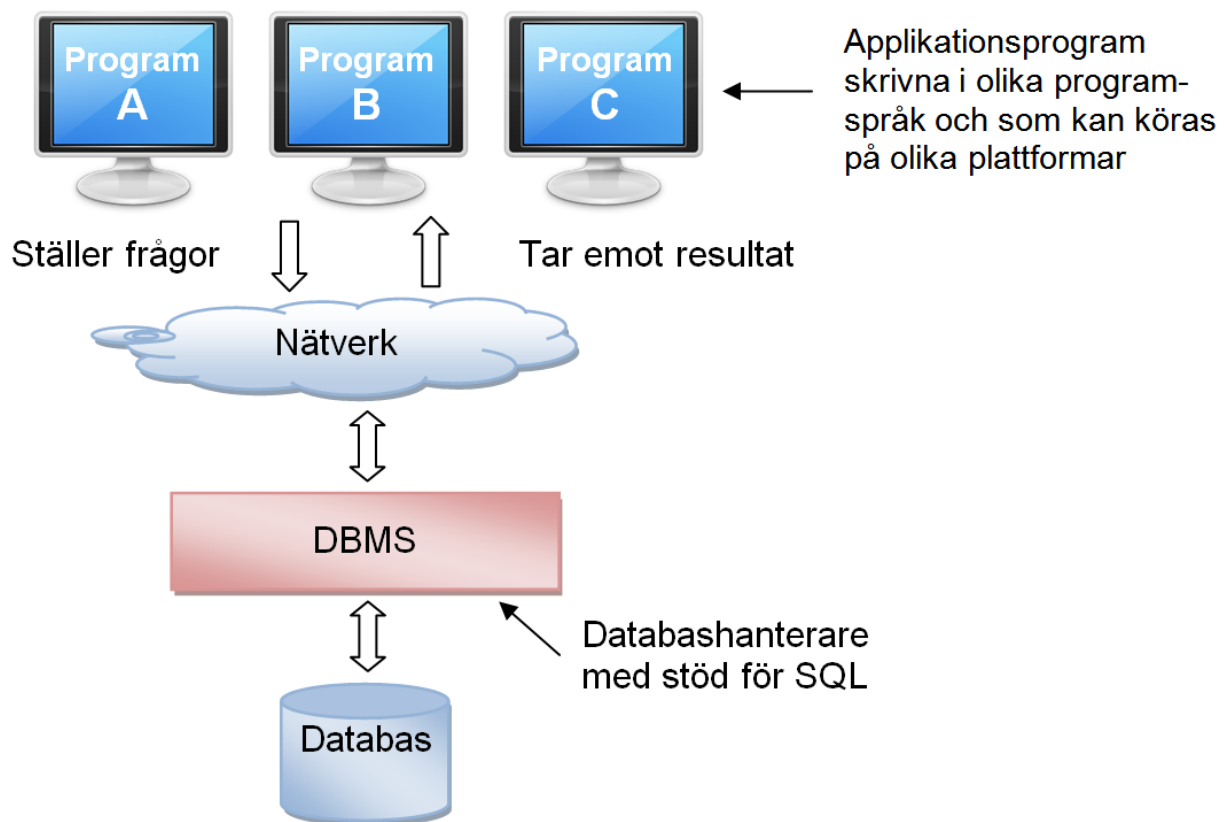 Program
A
Program
B
Program
C
Applikationsprogram
skrivna i olika program-
språk och som kan köras
på olika plattformar
Ställer frågor
Tar emot resultat
Nätverk
DBMS
Databashanterare
med stöd för SQL
Databas